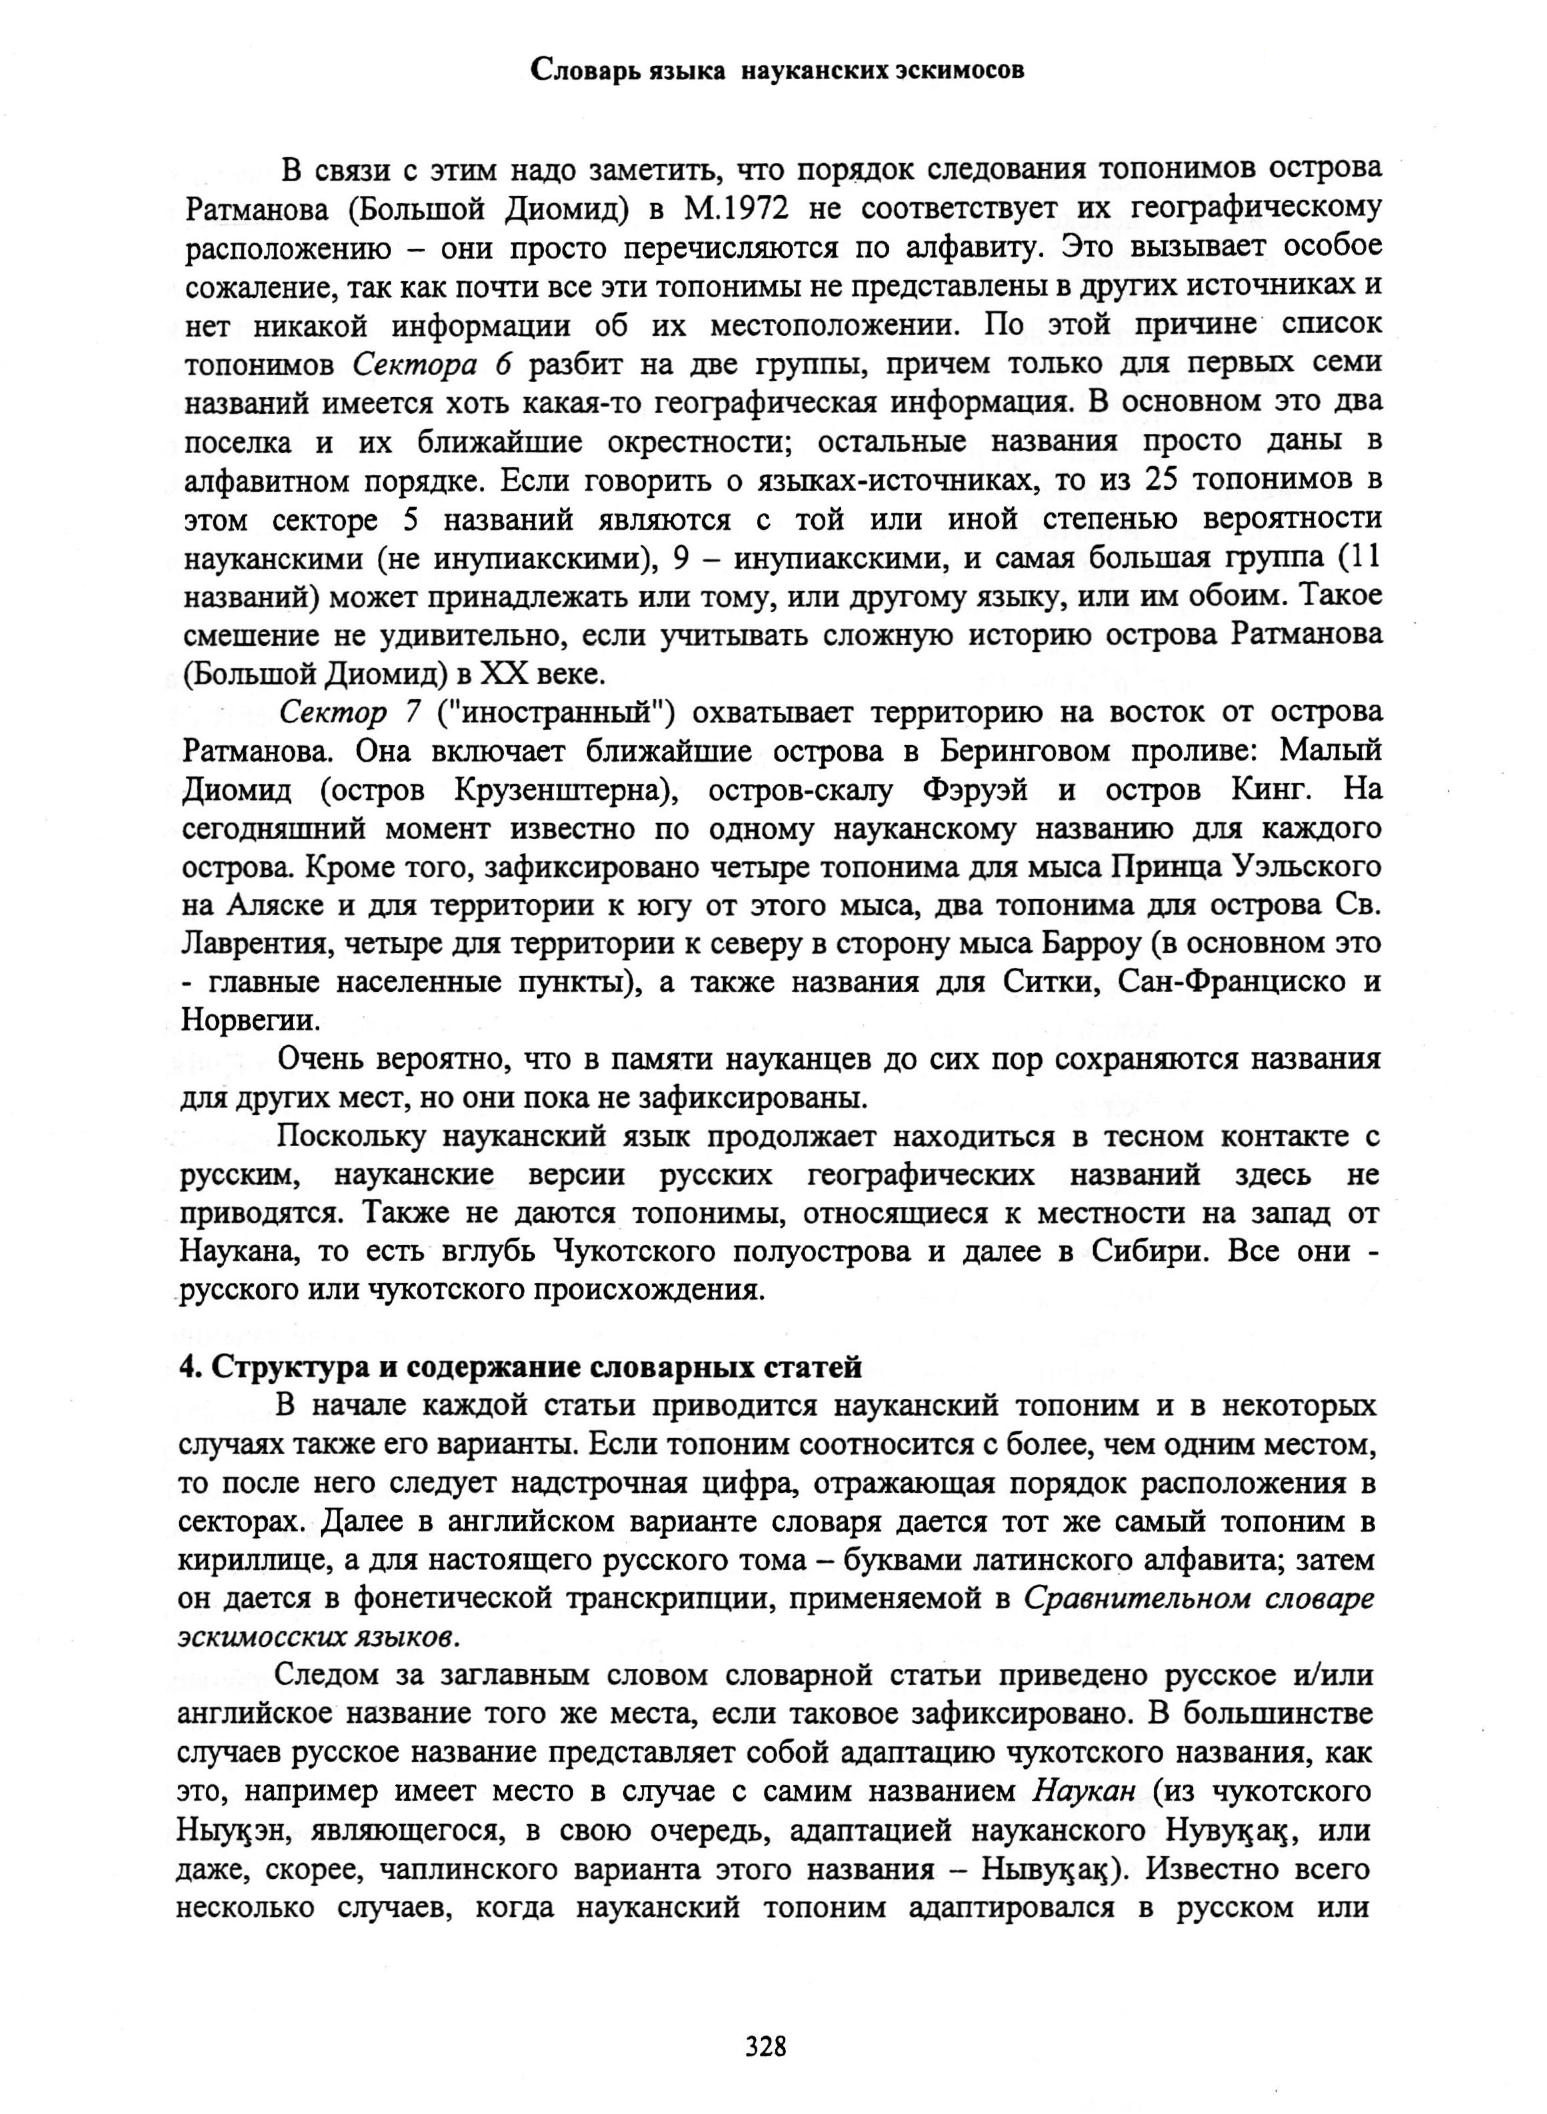 Словарь языка науканских эскимосов
В связи с этим надо заметить, что порядок следования топонимов острова
Ратманова (Большой Диомид) в М.1972 не соответствует их географическому
расположению – они просто перечисляются по алфавиту. Это вызывает особое
сожаление, так как почти все эти топонимы не представлены в других источниках и
нет никакой информации об их местоположении. По этой причине список
топонимов Сектора 6 разбит на две группы, причем только для первых семи
названий имеется хоть какая-то географическая информация. В основном это два
поселка и их ближайшие окрестности; остальные названия просто даны в
алфавитном порядке. Если говорить о языках-источниках, то из 25 топонимов в
этом секторе 5 названий являются с той или иной степенью вероятности
науканскими (не инупиакскими), 9 – инупиакскими, и самая большая группа (11
названий) может принадлежать или тому, или другому языку, или им обоим. Такое
смешение не удивительно, если учитывать сложную историю острова Ратманова
(Большой Диомид) в XX веке.
Сектор 7 ("иностранный") охватывает территорию на восток от острова
Ратманова. Она включает ближайшие острова в Беринговом проливе: Малый
Диомид (остров Крузенштерна), остров-скалу Фэруэй и остров Кинг. На
сегодняшний момент известно по одному науканскому названию для каждого
острова. Кроме того, зафиксировано четыре топонима для мыса Принца Уэльского
на Аляске и для территории к югу от этого мыса, два топонима для острова Св.
Лаврентия, четыре для территории к северу в сторону мыса Барроу (в основном это
- главные населенные пункты), а также названия для Ситки, Сан-Франциско и
Норвегии.
Очень вероятно, что в памяти науканцев до сих пор сохраняются названия
для других мест, но они пока не зафиксированы.
Поскольку науканский язык продолжает находиться в тесном контакте с
русским, науканские версии русских географических названий здесь не
приводятся. Также не даются топонимы, относящиеся к местности на запад от
Наукана, то есть вглубь Чукотского полуострова и далее в Сибири. Все они -
русского или чукотского происхождения.
4. Структура и содержание словарных статей
В начале каждой статьи приводится науканский топоним и в некоторых
случаях также его варианты. Если топоним соотносится с более, чем одним местом,
то после него следует надстрочная цифра, отражающая порядок расположения в
секторах. Далее в английском варианте словаря дается тот же самый топоним в
кириллице, а для настоящего русского тома – буквами латинского алфавита; затем
он дается в фонетической транскрипции, применяемой в Сравнительном словаре
эскимосских языков.
Следом за заглавным словом словарной статьи приведено русское и/или
английское название того же места, если таковое зафиксировано. В большинстве
случаев русское название представляет собой адаптацию чукотского названия, как
это, например имеет место в случае с самим названием Наукан (из чукотского
Ныуӄэн, являющегося, в свою очередь, адаптацией науканского Нувуӄаӄ, или
даже, скорее, чаплинского варианта этого названия – Нывуӄаӄ). Известно всего
несколько случаев, когда науканский топоним адаптировался в русском или
328